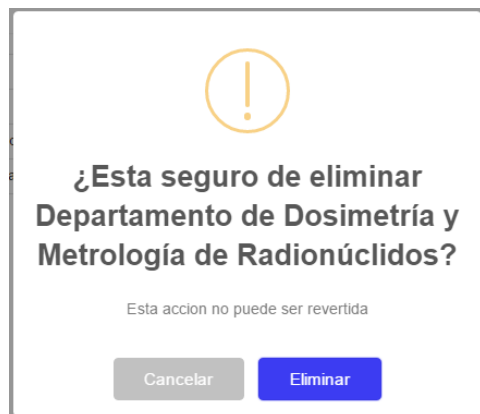 ¿Esta seguro de eliminar
Departamento de Dosimetría y
Metrología de Radionúclidos?
Esta accion no puede ser revertida
Cancelar
Eliminar